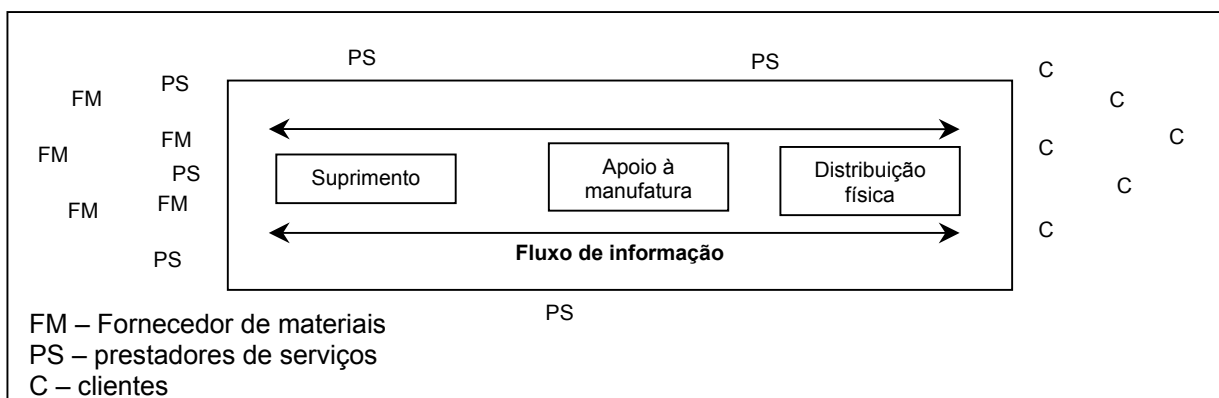 PS
PS
C
PS
FM
C
FM
C
FM
C
PS
Suprimento
Apoio à
manufatura
Distribuição
física
C
FM
FM
C
Fluxo de informação
PS
PS
FM – Fornecedor de materiais
PS – prestadores de serviços
C – clientes